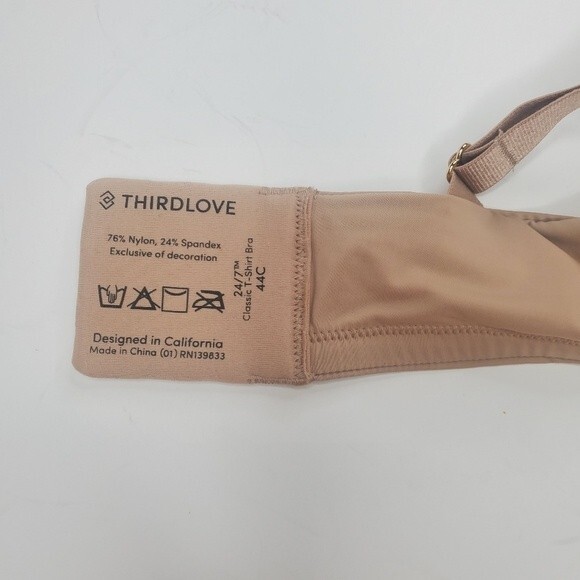 THIRDLOVE
76% Nylon, 24% Spandex
Exclusive of decoration
Designed in California
Made in China (01) RN139833
24/7™
Classic T-Shirt Bra
44C